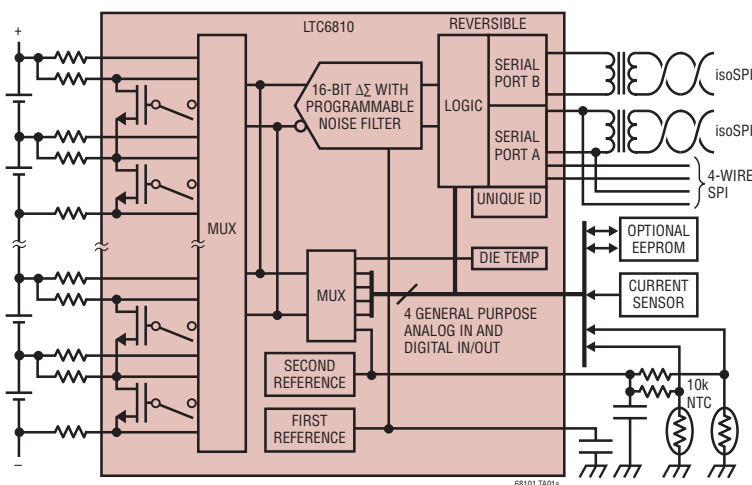 +
LTC6810
REVERSIBLE
16-BIT ΔΣ WITH
PROGRAMMABLE
NOISE FILTER
LOGIC
SERIAL
PORT B
SERIAL
PORT A
UNIQUE ID
isoSPI
isoSPI
4-WIRE
SPI
MUX
MUX
DIE TEMP
4 GENERAL PURPOSE
ANALOG IN AND
DIGITAL IN/OUT
OPTIONAL
EEPROM
CURRENT
SENSOR
SECOND
REFERENCE
FIRST
REFERENCE
10k
NTC
–
68101 TA01a